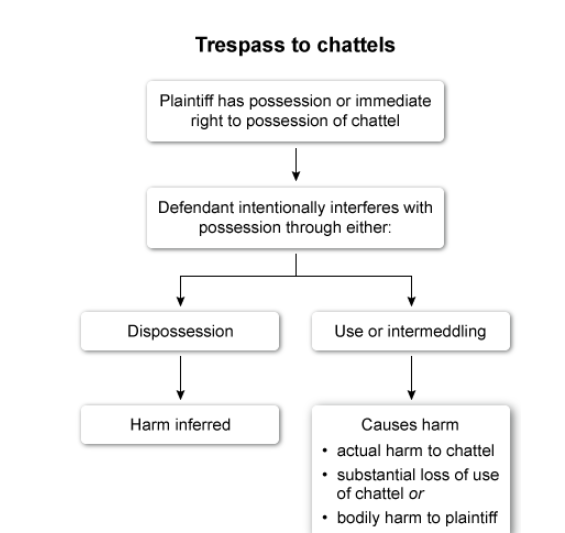 Trespass to chattels
Plaintiff has possession or immediate
right to possession of chattel
Defendant intentionally interferes with
possession through either:
Dispossession
Use or intermeddling
Harm inferred
Causes harm
• actual harm to chattel
• substantial loss of use
of chattel or
• bodily harm to plaintiff